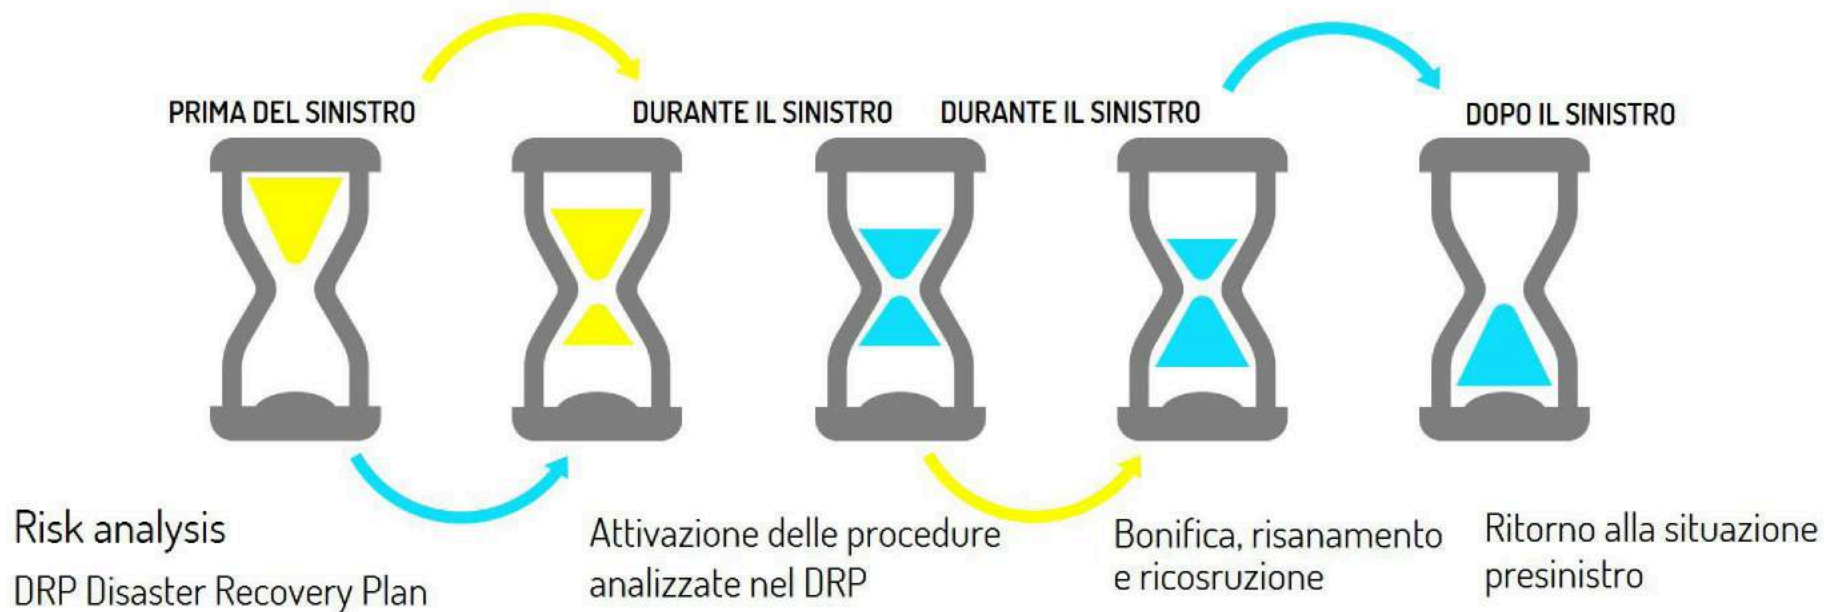 PRIMA DEL SINISTRO
DURANTE IL SINISTRO
DURANTE IL SINISTRO
DOPO IL SINISTRO
Risk analysis
DRP Disaster Recovery Plan
Attivazione delle procedure
analizzate nel DRP
Bonifica, risanamento
e ricosruzione
Ritorno alla situazione
presinistro